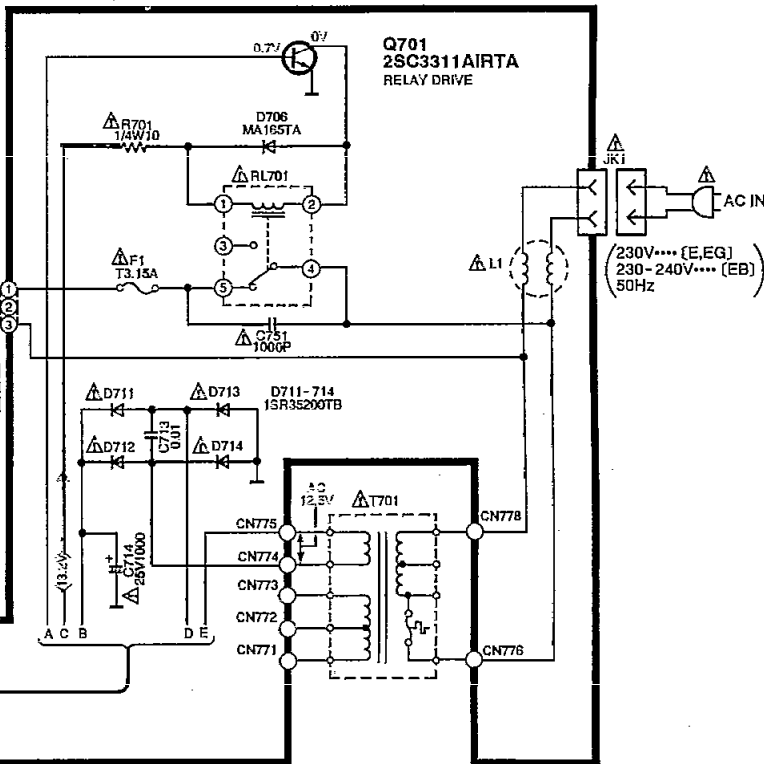 0.7V
0V
Q701
2SC3311AIRTA
RELAY DRIVE
R701
1/4W10
D706
MA165TA
RL701
1
2
3
4
5
F1
T3.15A
C751
1000P
JK1
AC IN
L1
230V···· [E,EG]
230-240V···· [EB]
50Hz
1
2
3
D711
D713
D711-714
1SR35200TB
C713
0.01
D712
D714
AC
12.5V
T701
CN775
CN774
CN773
CN772
CN771
CN778
CN776
C714
25V1000
+
A C B D E